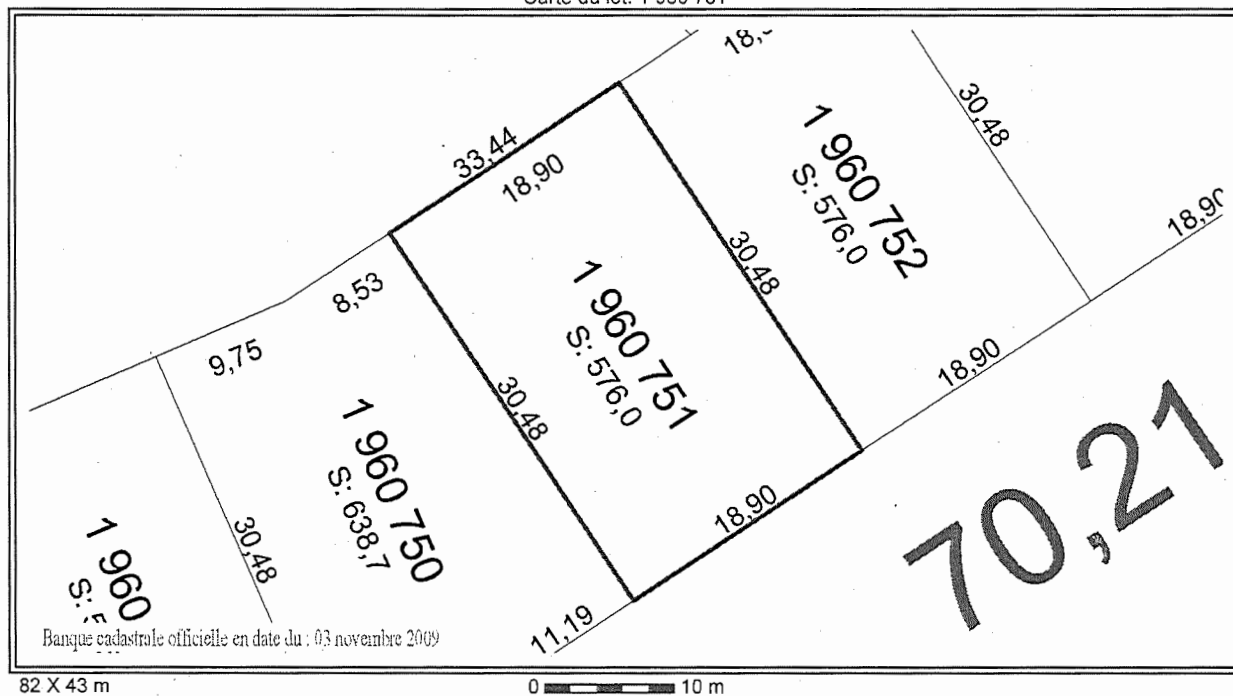 33,44
18,90
30,48
1 960 752
S: 576,0
18,90
8,53
30,48
1 960 751
S: 576,0
9,75
30,48
18,90
1 960 750
S: 638,7
18,90
70,21
1 960
30,48
11,19
Banque cadastrale officielle en date du : 03 novembre 2009
82 X 43 m
0 10 m